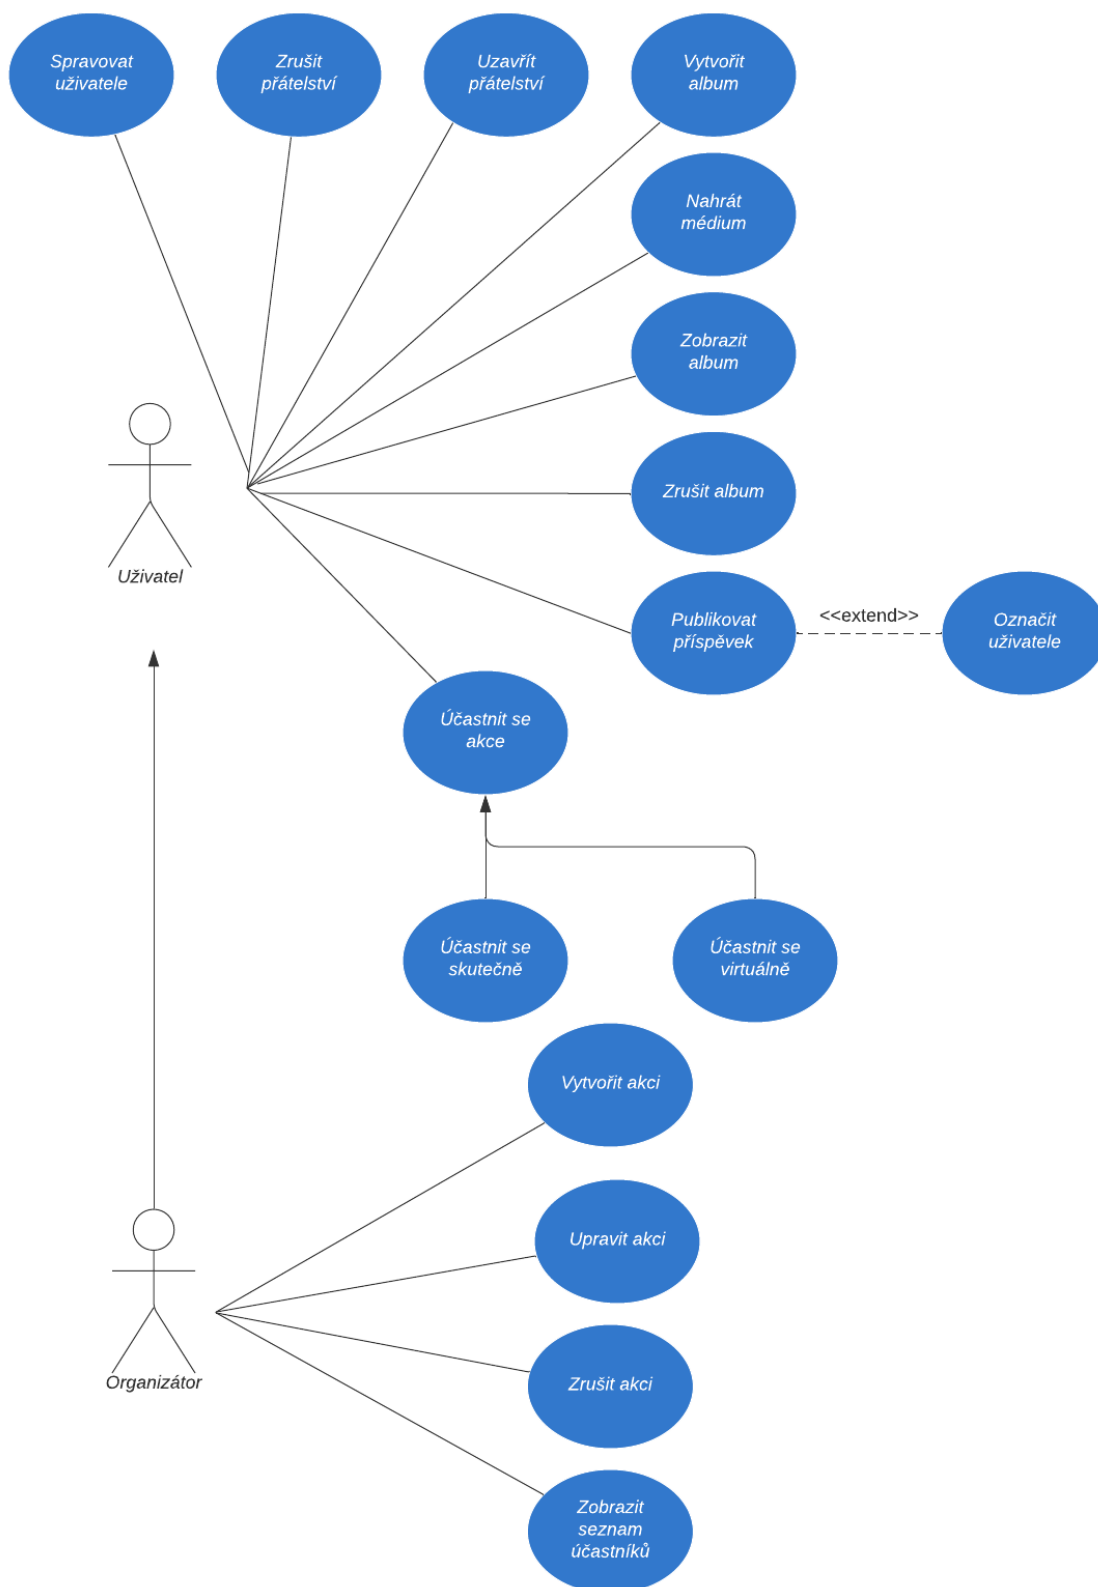 Spravovat
uživatele
Zrušit
přátelství
Uzavřít
přátelství
Vytvořit
album
Nahrát
médium
Zobrazit
album
Zrušit album
Uživatel
Publikovat
příspěvek
<<extend>>
Označit
uživatele
Účastnit se
akce
Účastnit se
skutečně
Účastnit se
virtuálně
Vytvořit akci
Upravit akci
Organizátor
Zrušit akci
Zobrazit
seznam
účastníků